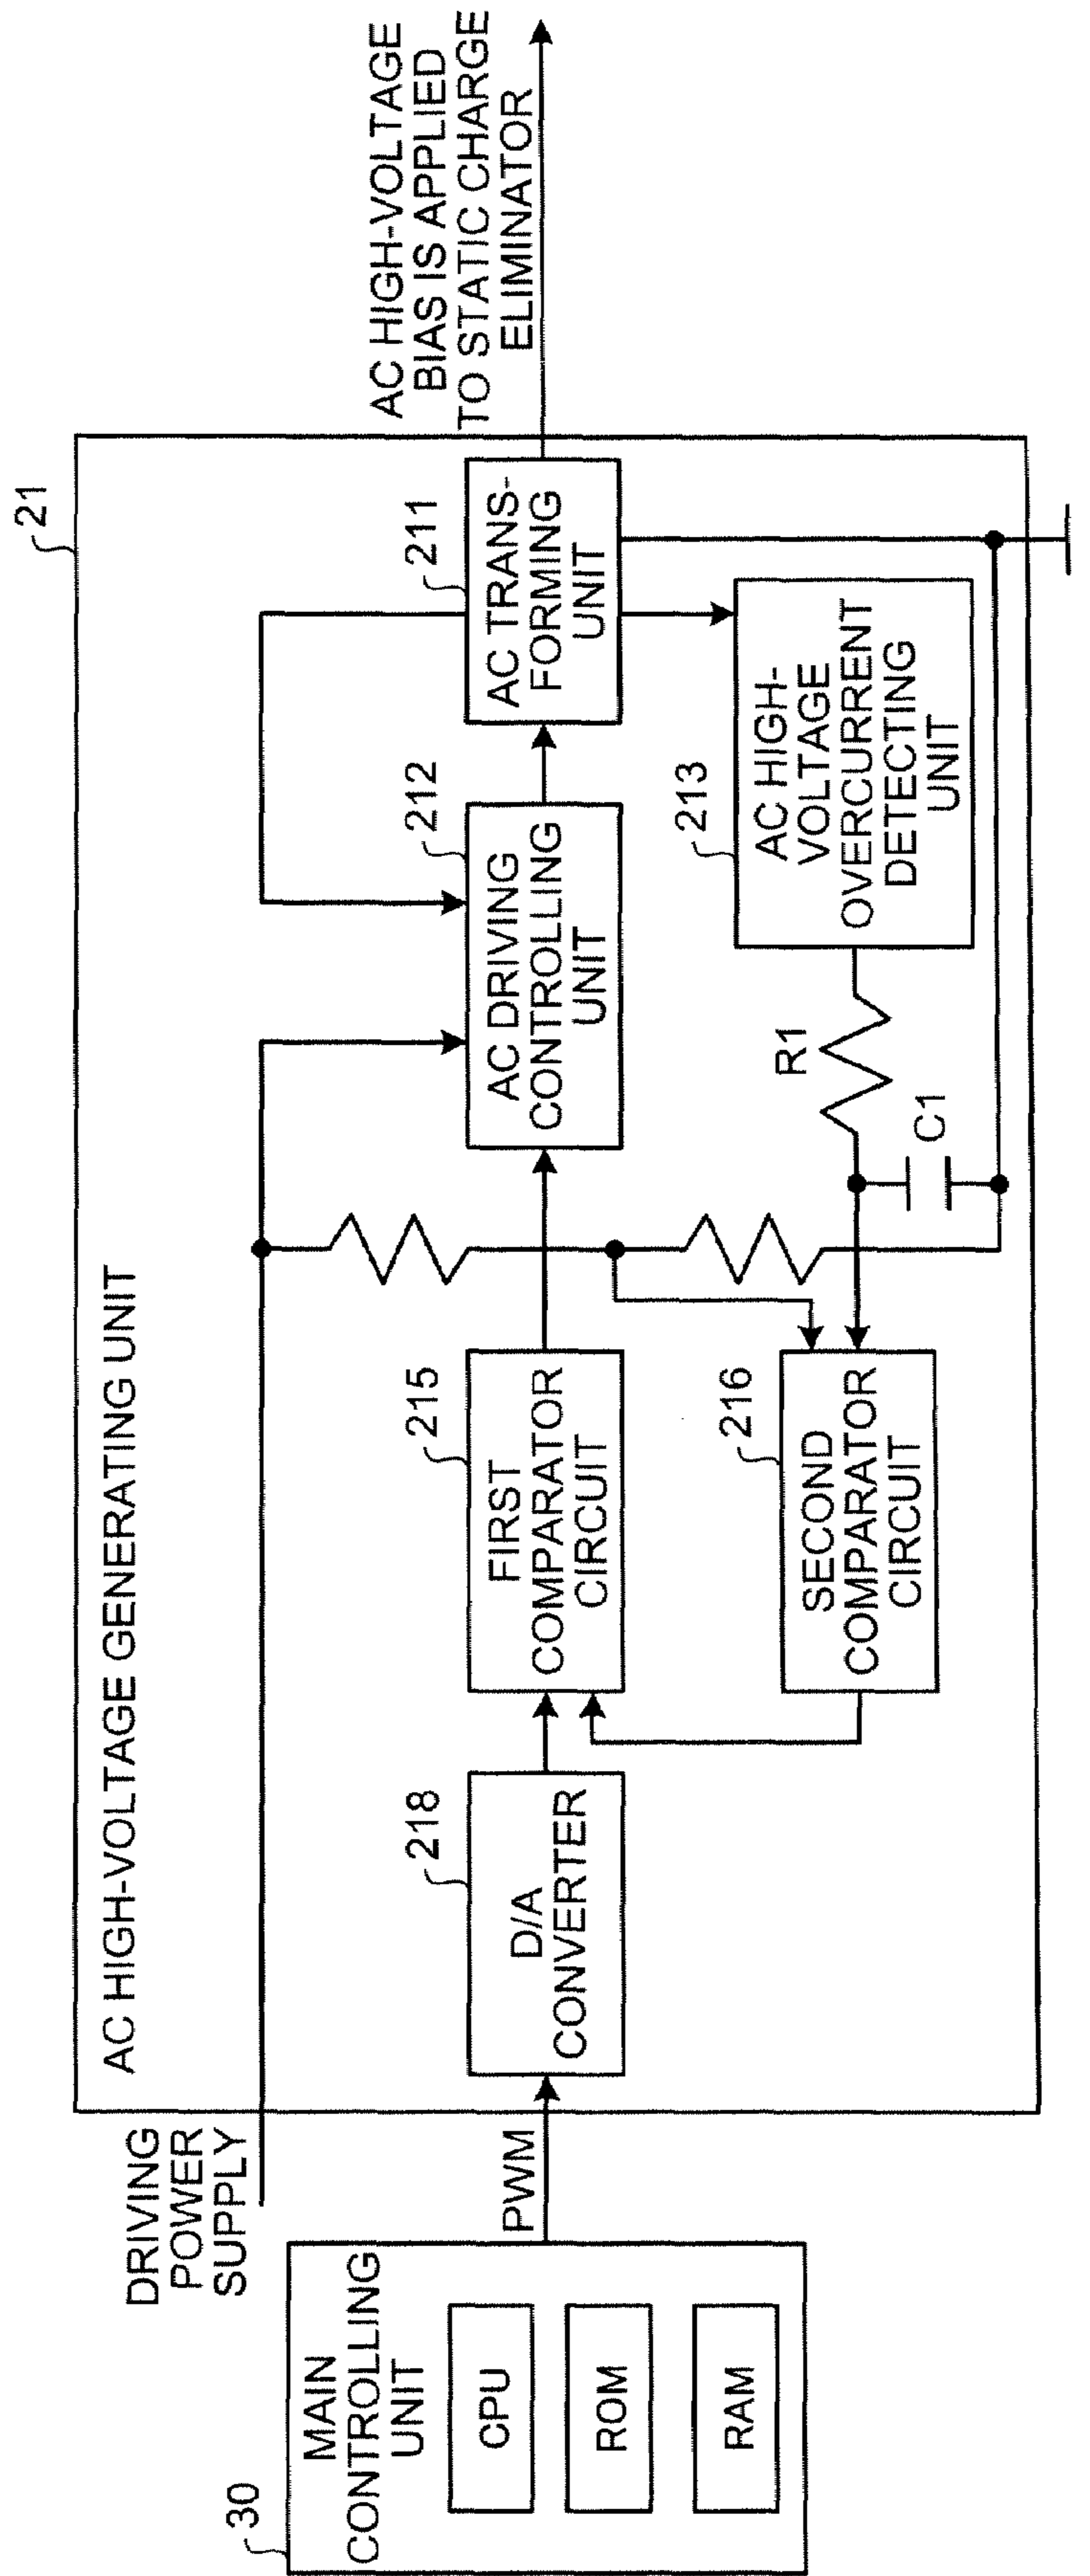 21
AC HIGH-VOLTAGE GENERATING UNIT
DRIVING
POWER
SUPPLY
30
MAIN
CONTROLLING
UNIT
CPU
ROM
RAM
PWM
218
D/A
CONVERTER
215
FIRST
COMPARATOR
CIRCUIT
212
AC DRIVING
CONTROLLING
UNIT
211
AC TRANS-
FORMING
UNIT
AC HIGH-VOLTAGE
BIAS IS APPLIED
TO STATIC CHARGE
ELIMINATOR
216
SECOND
COMPARATOR
CIRCUIT
R1
C1
213
AC HIGH-
VOLTAGE
OVERCURRENT
DETECTING
UNIT